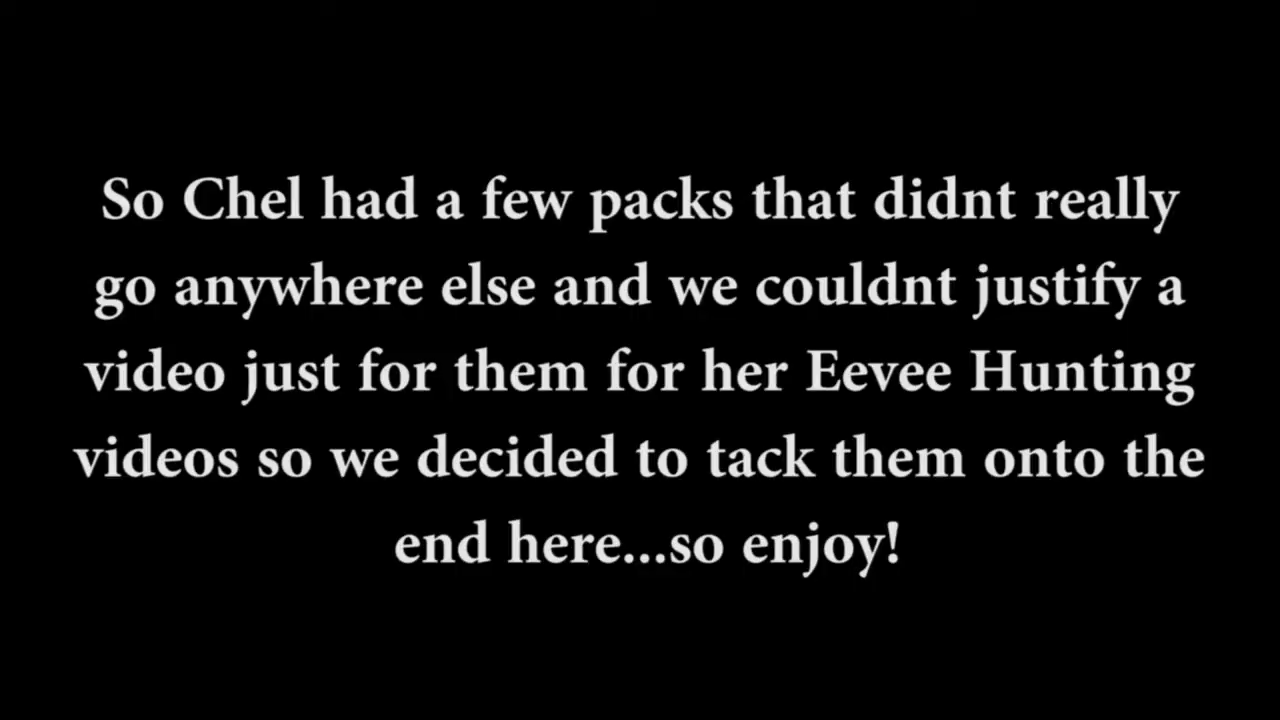 So Chel had a few packs that didnt really
go anywhere else and we couldnt justify a
video just for them for her Eevee Hunting
videos so we decided to tack them onto the
end here...so enjoy!